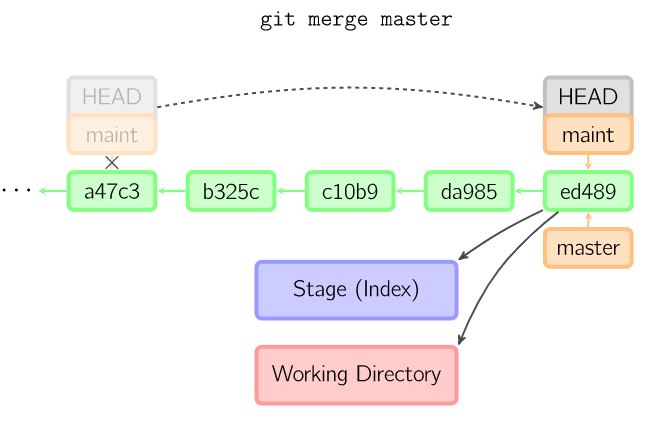 git merge master
HEAD
HEAD
maint
maint
... a47c3 b325c c10b9 da985 ed489
master
Stage (Index)
Working Directory